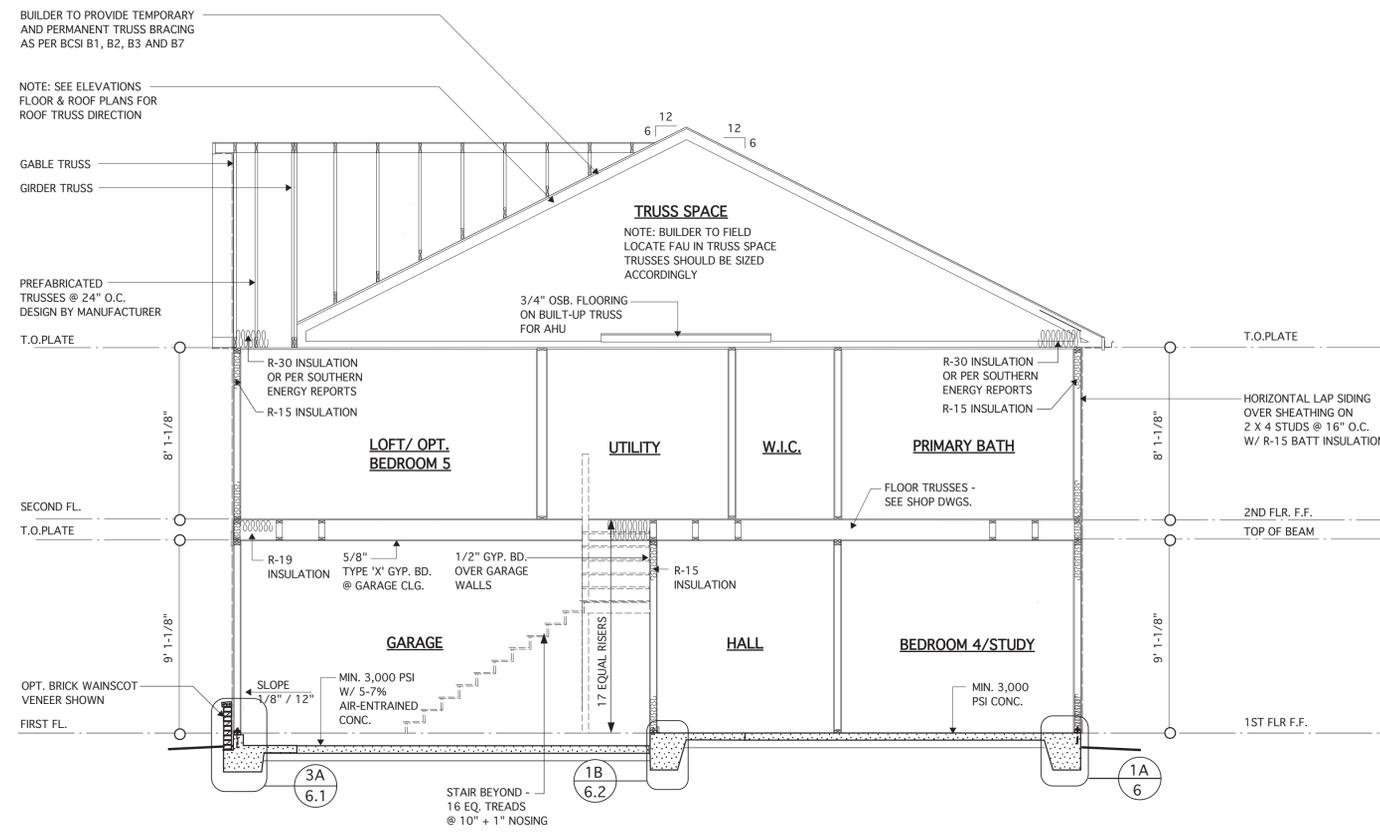 BUILDER TO PROVIDE TEMPORARY
AND PERMANENT TRUSS BRACING
AS PER BCSI B1, B2, B3 AND B7
NOTE: SEE ELEVATIONS
FLOOR & ROOF PLANS FOR
ROOF TRUSS DIRECTION
12
6
12
6
GABLE TRUSS
GIRDER TRUSS
TRUSS SPACE
NOTE: BUILDER TO FIELD
LOCATE FAU IN TRUSS SPACE
TRUSSES SHOULD BE SIZED
ACCORDINGLY
PREFABRICATED
TRUSSES @ 24" O.C.
DESIGN BY MANUFACTURER
3/4" OSB. FLOORING
ON BUILT-UP TRUSS
FOR AHU
T.O.PLATE
T.O.PLATE
R-30 INSULATION
OR PER SOUTHERN
ENERGY REPORTS
R-15 INSULATION
R-30 INSULATION
OR PER SOUTHERN
ENERGY REPORTS
R-15 INSULATION
HORIZONTAL LAP SIDING
OVER SHEATHING ON
2 X 4 STUDS @ 16" O.C.
W/ R-15 BATT INSULATION
8' 1-1/8"
8' 1-1/8"
LOFT/ OPT.
BEDROOM 5
UTILITY
W.I.C.
PRIMARY BATH
FLOOR TRUSSES -
SEE SHOP DWGS.
SECOND FL.
2ND FLR. F.F.
T.O.PLATE
TOP OF BEAM
R-19
INSULATION
5/8"
TYPE 'X' GYP. BD.
@ GARAGE CLG.
1/2" GYP. BD.
OVER GARAGE
WALLS
R-15
INSULATION
9' 1-1/8"
9' 1-1/8"
17 EQUAL RISERS
GARAGE
HALL
BEDROOM 4/STUDY
OPT. BRICK WAINSCOT
VENEER SHOWN
SLOPE
1/8" / 12"
MIN. 3,000 PSI
W/ 5-7%
AIR-ENTRAINED
CONC.
MIN. 3,000
PSI CONC.
FIRST FL.
1ST FLR F.F.
3A
6.1
1B
6.2
1A
6
STAIR BEYOND -
16 EQ. TREADS
@ 10" + 1" NOSING